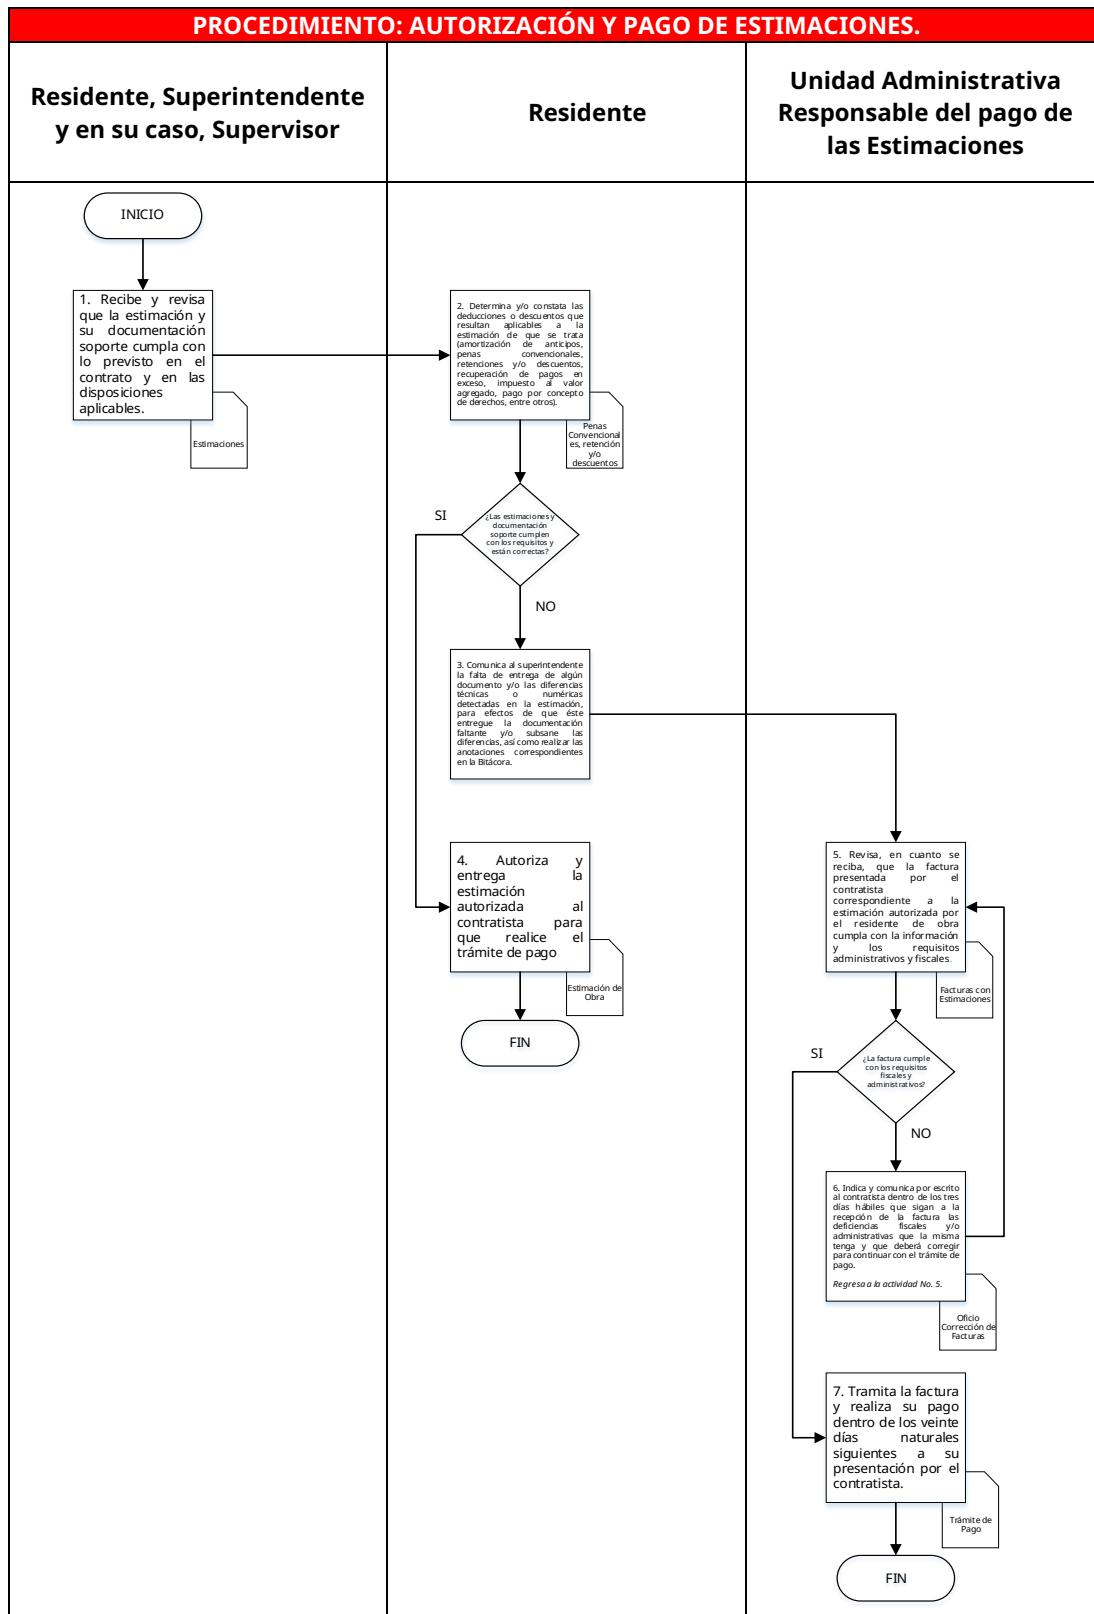 PROCEDIMIENTO: AUTORIZACIÓN Y PAGO DE ESTIMACIONES.
Residente, Superintendente
y en su caso, Supervisor
Residente
Unidad Administrativa
Responsable del pago de
las Estimaciones
INICIO
1. Recibe y revisa
que la estimación y
su documentación
soporte cumpla con
lo previsto en el
contrato y en las
disposiciones
aplicables.
Estimaciones
2. Determina y/o constata las
deducciones o descuentos que
resultan aplicables a la
estimación de que se trata
(amortización de anticipos,
penas convencionales,
retenciones y/o descuentos,
recuperación de pagos en
exceso, impuesto al valor
agregado, pago por concepto
de derechos, entre otros).
Penas
Convencional
es, retención
y/o
descuentos
¿Las estimaciones y
documentación
soporte cumplen
con los requisitos y
están correctas?
SI
NO
3. Comunica al superintendente
la falta de entrega de algún
documento y/o las diferencias
técnicas o numéricas
detectadas en la estimación,
para efectos de que éste
entregue la documentación
faltante y/o subsane las
diferencias, así como realizar las
anotaciones correspondientes
en la Bitácora.
4. Autoriza y
entrega la
estimación
autorizada al
contratista para
que realice el
trámite de pago
Estimación de
Obra
FIN
5. Revisa, en cuanto se
reciba, que la factura
presentada por el
contratista
correspondiente a la
estimación autorizada por
el residente de obra
cumpla con la información
y los requisitos
administrativos y fiscales.
Facturas con
Estimaciones
¿La factura cumple
con los requisitos
fiscales y
administrativos?
SI
NO
6. Indica y comunica por escrito
al contratista dentro de los tres
días hábiles que sigan a la
recepción de la factura las
deficiencias fiscales y/o
administrativas que la misma
tenga y que deberá corregir
para continuar con el trámite de
pago.
Regresa a la actividad No. 5.
Oficio
Corrección de
Facturas
7. Tramita la factura
y realiza su pago
dentro de los veinte
días naturales
siguientes a su
presentación por el
contratista.
Trámite de
Pago
FIN